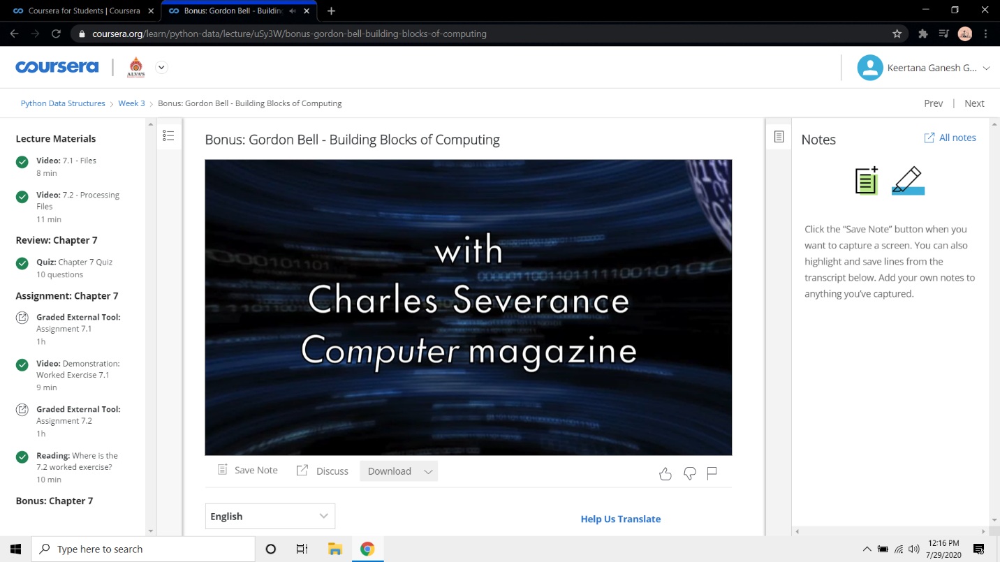 Coursera for Students | Coursera
Bonus: Gordon Bell - Building
coursera.org/learn/python-data/lecture/uSy3W/bonus-gordon-bell-building-blocks-of-computing
coursera
ALVA'S
Keertana Ganesh G...
Python Data Structures > Week 3 > Bonus: Gordon Bell - Building Blocks of Computing
Prev | Next
Lecture Materials
Video: 7.1 - Files
8 min
Video: 7.2 - Processing
Files
11 min
Review: Chapter 7
Quiz: Chapter 7 Quiz
10 questions
Assignment: Chapter 7
Graded External Tool:
Assignment 7.1
1h
Video: Demonstration:
Worked Exercise 7.1
9 min
Graded External Tool:
Assignment 7.2
1h
Reading: Where is the
7.2 worked exercise?
10 min
Bonus: Chapter 7
Bonus: Gordon Bell - Building Blocks of Computing
with
Charles Severance
Computer magazine
Save Note
Discuss
Download
English
Help Us Translate
Notes
All notes
Click the “Save Note” button when you
want to capture a screen. You can also
highlight and save lines from the
transcript below. Add your own notes to
anything you’ve captured.
Type here to search
12:16 PM
7/29/2020